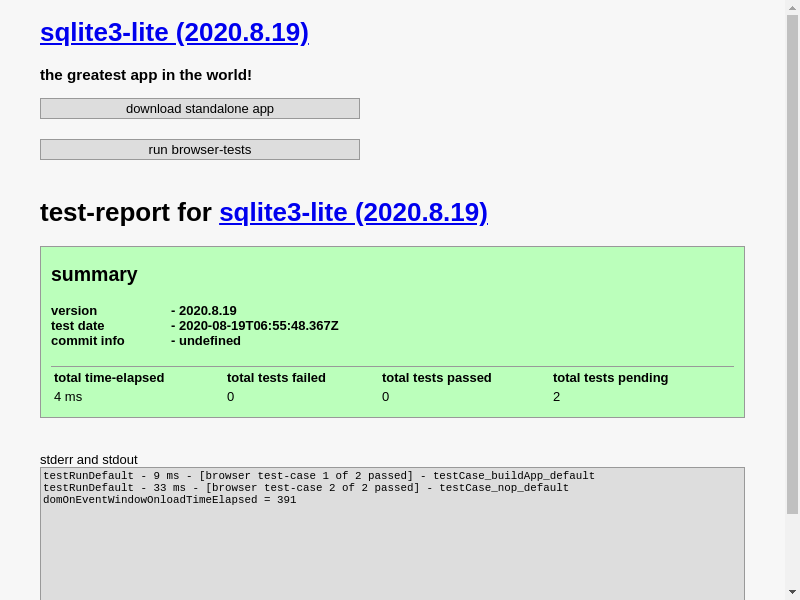 sqlite3-lite (2020.8.19)
the greatest app in the world!
download standalone app
run browser-tests
test-report for sqlite3-lite (2020.8.19)
summary
version - 2020.8.19
test date - 2020-08-19T06:55:48.367Z
commit info - undefined
total time-elapsed total tests failed total tests passed total tests pending
4 ms 0 0 2
stderr and stdout
testRunDefault - 9 ms - [browser test-case 1 of 2 passed] - testCase_buildApp_default
testRunDefault - 33 ms - [browser test-case 2 of 2 passed] - testCase_nop_default
domOnEventWindowOnloadTimeElapsed = 391